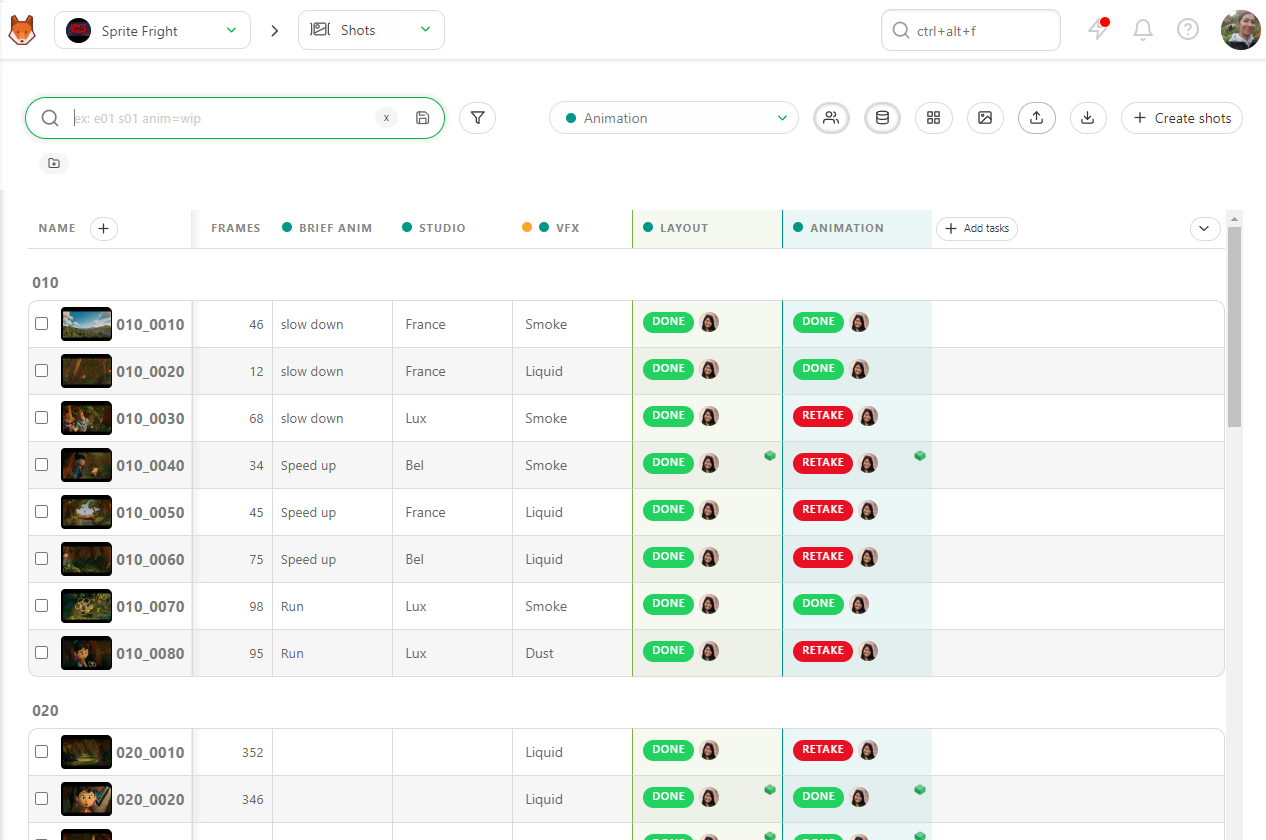 Sprite Fright > Shots ctrl+alt+f
ex: e01 s01 anim=wip x Animation + Create shots
NAME + FRAMES BRIEF ANIM STUDIO VFX LAYOUT ANIMATION + Add tasks
010
010_0010 46 slow down France Smoke DONE DONE
010_0020 12 slow down France Liquid DONE DONE
010_0030 68 slow down Lux Smoke DONE RETAKE
010_0040 34 Speed up Bel Smoke DONE RETAKE
010_0050 45 Speed up France Liquid DONE RETAKE
010_0060 75 Speed up Bel Liquid DONE RETAKE
010_0070 98 Run Lux Smoke DONE DONE
010_0080 95 Run Lux Dust DONE RETAKE
020
020_0010 352 Liquid DONE RETAKE
020_0020 346 Liquid DONE DONE